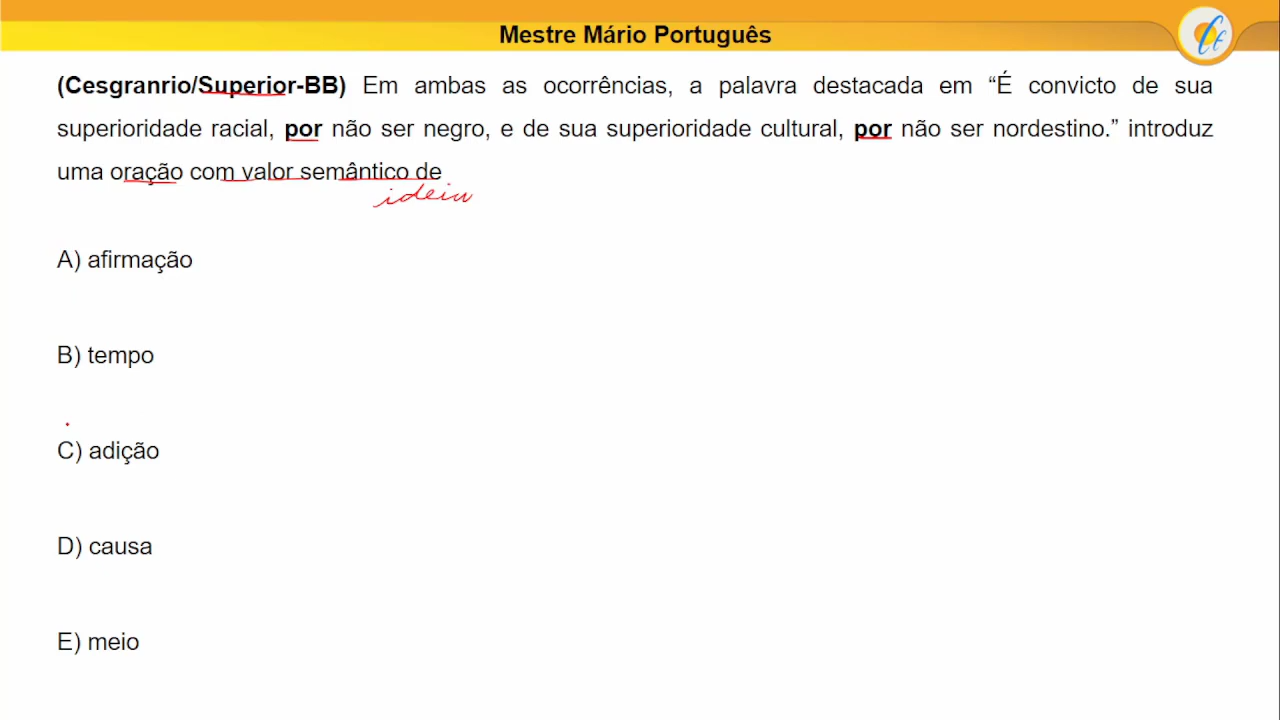 Mestre Mário Português
(Cesgranrio/Superior-BB) Em ambas as ocorrências, a palavra destacada em “É convicto de sua
superioridade racial, por não ser negro, e de sua superioridade cultural, por não ser nordestino.” introduz
uma oração com valor semântico de
ideia
A) afirmação
B) tempo
C) adição
D) causa
E) meio